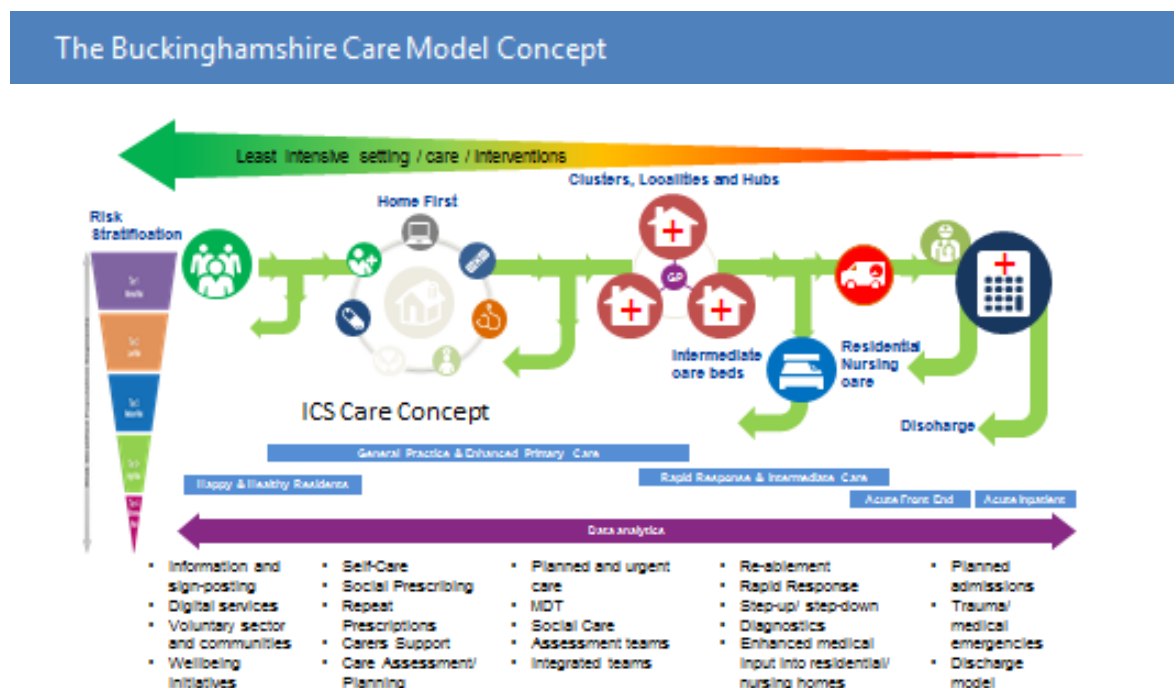 The Buckinghamshire Care Model Concept
Least intensive setting / care / interventions
Clusters, Localities and Hubs
Home First
Risk
Stratification
GP
Intermediate
care beds
Residential
Nursing
care
Discharge
ICS Care Concept
General Practice & Enhanced Primary Care
Happy & Healthy Residents
Rapid Response & Intermediate Care
Acute Front End
Acute Inpatient
Data analytics
▪ Information and
sign-posting
▪ Digital services
▪ Voluntary sector
and communities
▪ Wellbeing
Initiatives
▪ Self-Care
▪ Social Prescribing
▪ Repeat
Prescriptions
▪ Carers Support
▪ Care Assessment/
Planning
▪ Planned and urgent
care
▪ MDT
▪ Social Care
▪ Assessment teams
▪ Integrated teams
▪ Re-ablement
▪ Rapid Response
▪ Step-up/ step-down
▪ Diagnostics
▪ Enhanced medical
input into residential/
nursing homes
▪ Planned
admissions
▪ Trauma/
medical
emergencies
▪ Discharge
model